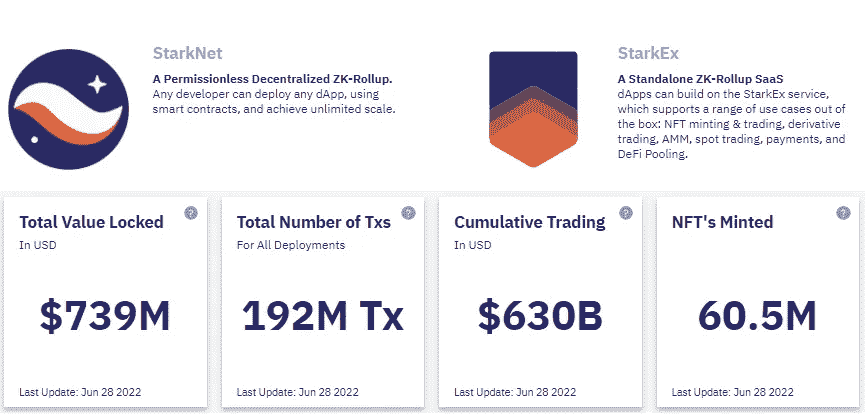 StarkNet
A Permissionless Decentralized ZK-Rollup.
Any developer can deploy any dApp, using
smart contracts, and achieve unlimited scale.
StarkEx
A Standalone ZK-Rollup SaaS
dApps can build on the StarkEx service,
which supports a range of use cases out of
the box: NFT minting & trading, derivative
trading, AMM, spot trading, payments, and
DeFi Pooling.
Total Value Locked ?
In USD
$739M
Last Update: Jun 28 2022
Total Number of Txs ?
For All Deployments
192M Tx
Last Update: Jun 28 2022
Cumulative Trading ?
In USD
$630B
Last Update: Jun 28 2022
NFT's Minted ?
60.5M
Last Update: Jun 28 2022